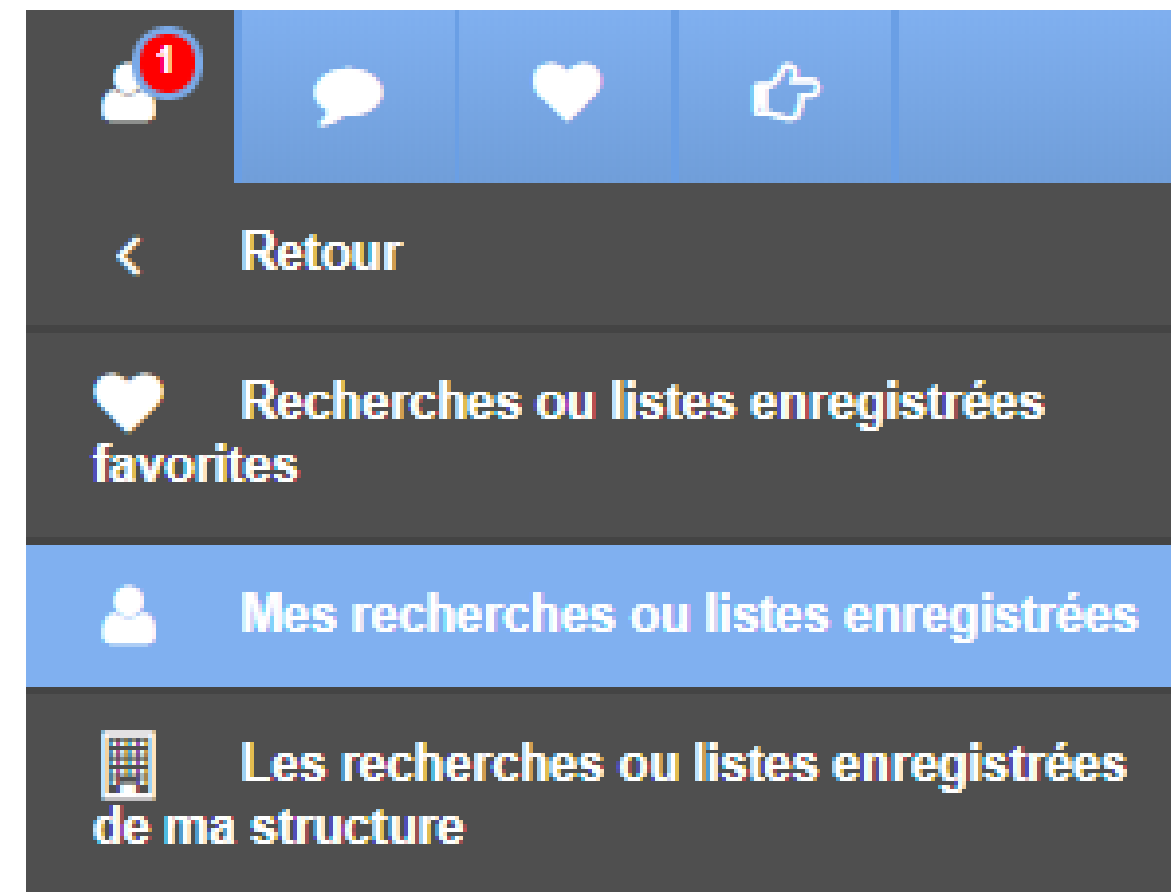 1
Retour
Recherches ou listes enregistrées
favorites
Mes recherches ou listes enregistrées
Les recherches ou listes enregistrées
de ma structure